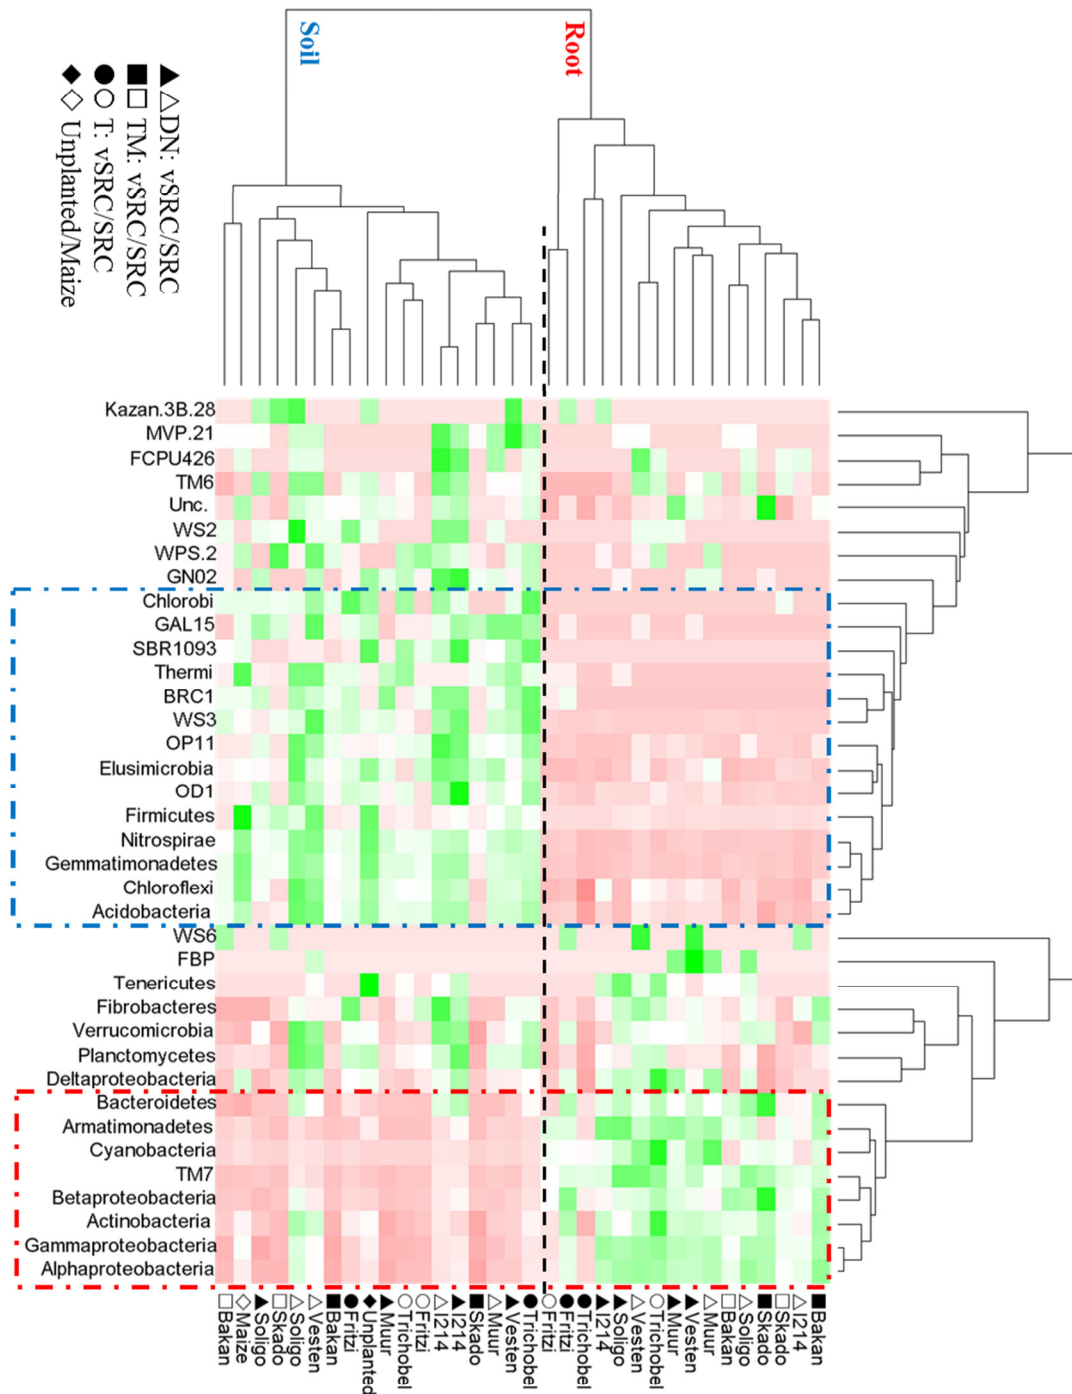 Soil
Root
▲△DN: vSRC/SRC
■□TM: vSRC/SRC
●○T: vSRC/SRC
◆◇Unplanted/Maize
Kazan.3B.28
MVP.21
FCPU426
TM6
Unc.
WS2
WPS.2
GN02
Chlorobi
GAL15
SBR1093
Thermi
BRC1
WS3
OP11
Elusimicrobia
OD1
Firmicutes
Nitrospirae
Gemmatimonadetes
Chloroflexi
Acidobacteria
WS6
FBP
Tenericutes
Fibrobacteres
Verrucomicrobia
Planctomycetes
Deltaproteobacteria
Bacteroidetes
Armatimonadetes
Cyanobacteria
TM7
Betaproteobacteria
Actinobacteria
Gammaproteobacteria
Alphaproteobacteria
□Bakan
◇Maize
▲Soligo
□Skado
△Soligo
△Vesten
■Bakan
●Fritzi
◆Unplanted
▲Muur
○Trichobel
○Fritzi
△I214
▲I214
■Skado
△Muur
▲Vesten
●Trichobel
○Fritzi
●Fritzi
●Trichobel
▲I214
▲Soligo
△Vesten
○Trichobel
▲Muur
▲Vesten
△Muur
□Bakan
△Soligo
■Skado
□Skado
△I214
■Bakan